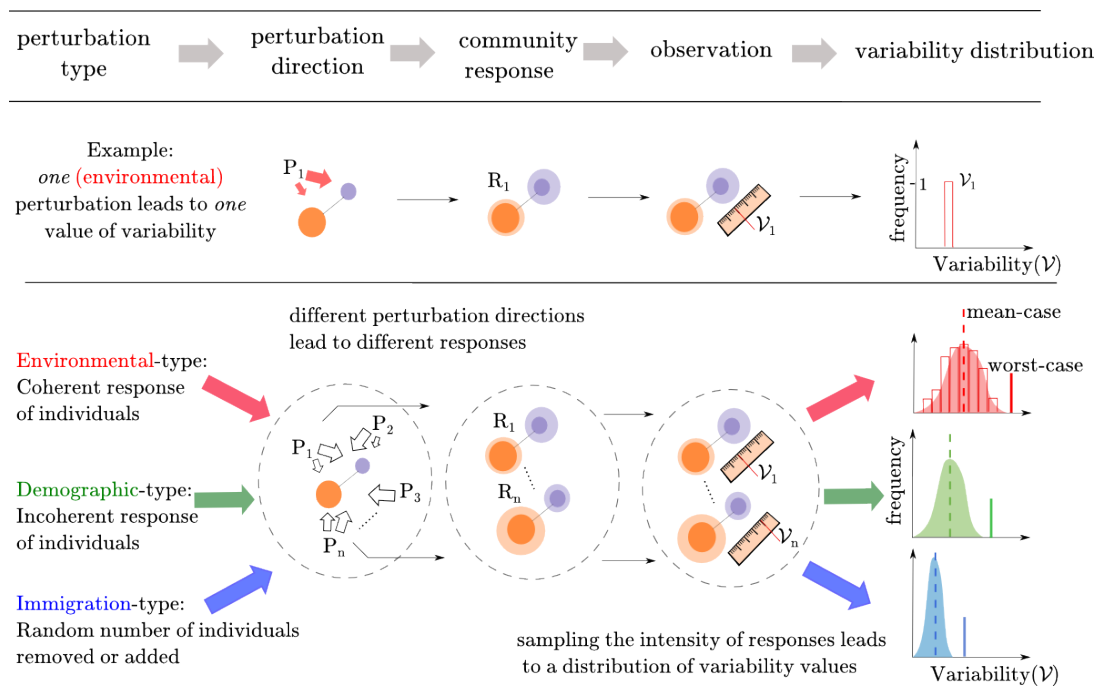 perturbation
type
perturbation
direction
community
response
observation
variability distribution
Example:
one (environmental)
perturbation leads to one
value of variability
P1
R1
𝒱1
frequency
1
𝒱1
Variability(𝒱)
different perturbation directions
lead to different responses
Environmental-type:
Coherent response
of individuals
Demographic-type:
Incoherent response
of individuals
Immigration-type:
Random number of individuals
removed or added
P1
P2
P3
Pn
R1
Rn
𝒱1
𝒱n
sampling the intensity of responses leads
to a distribution of variability values
mean-case
worst-case
frequency
Variability(𝒱)